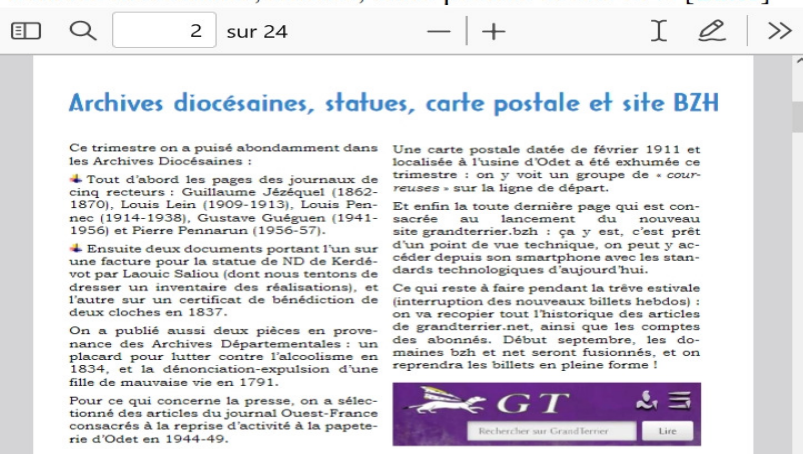 2 sur 24
Archives diocésaines, statues, carte postale et site BZH
Ce trimestre on a puisé abondamment dans
les Archives Diocésaines :
Tout d'abord les pages des journaux de
cinq recteurs : Guillaume Jézéquel (1862-
1870), Louis Lein (1909-1913), Louis Pen-
nec (1914-1938), Gustave Guéguen (1941-
1956) et Pierre Pennarun (1956-57).
Ensuite deux documents portant l'un sur
une facture pour la statue de ND de Kerdé-
vot par Laouic Saliou (dont nous tentons de
dresser un inventaire des réalisations), et
l'autre sur un certificat de bénédiction de
deux cloches en 1837.
On a publié aussi deux pièces en prove-
nance des Archives Départementales : un
placard pour lutter contre l'alcoolisme en
1834, et la dénonciation-expulsion d'une
fille de mauvaise vie en 1791.
Pour ce qui concerne la presse, on a sélec-
tionné des articles du journal Ouest-France
consacrés à la reprise d'activité à la papete-
rie d'Odet en 1944-49.
Une carte postale datée de février 1911 et
localisée à l'usine d'Odet a été exhumée ce
trimestre : on y voit un groupe de « cour-
reuses » sur la ligne de départ.
Et enfin la toute dernière page qui est con-
sacrée au lancement du nouveau
site grandterrier.bzh : ça y est, c'est prêt
d'un point de vue technique, on peut y ac-
céder depuis son smartphone avec les stan-
dards technologiques d'aujourd'hui.
Ce qui reste à faire pendant la trêve estivale
(interruption des nouveaux billets hebdos) :
on va recopier tout l'historique des articles
de grandterrier.net, ainsi que les comptes
des abonnés. Début septembre, les do-
maines bzh et net seront fusionnés, et on
reprendra les billets en pleine forme !
GT
Rechercher sur GrandTerrier Lire